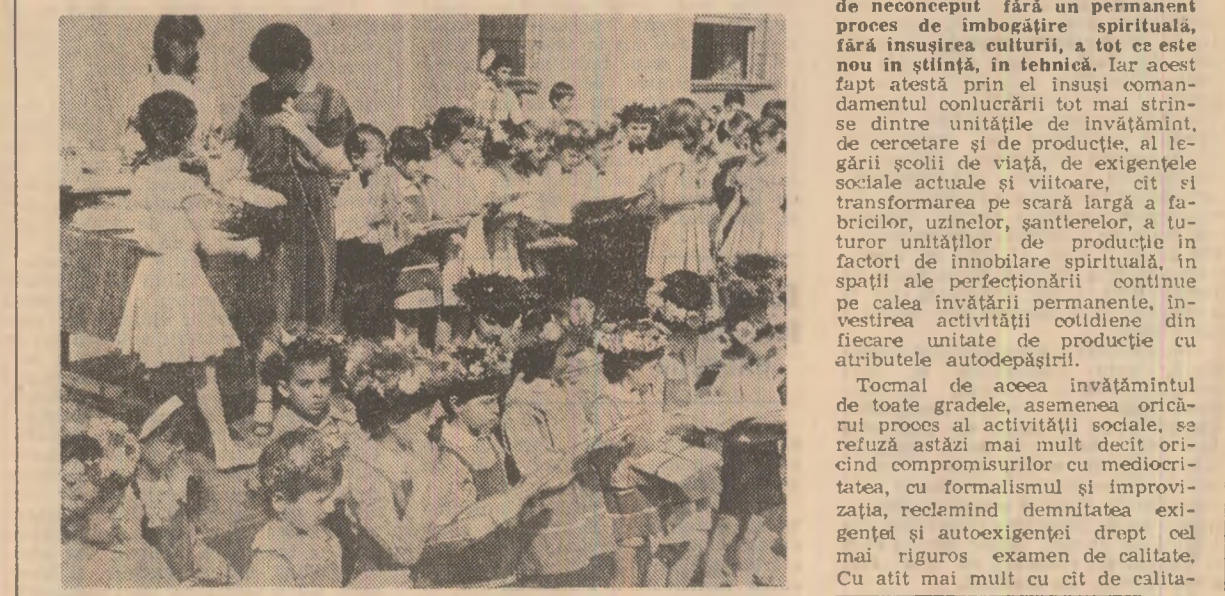 de neconceput fără un permanent
proces de îmbogățire spirituală,
fără însușirea culturii, a tot ce este
nou în știință, în tehnică. Iar acest
fapt atestă prin el însuși coman-
damentul conlucrării tot mai strîn-
se dintre unitățile de învățămînt,
de cercetare și de producție, al le-
gării școlii de viață, de exigențele
sociale actuale și viitoare, cît și
transformarea pe scară largă a fa-
bricilor, uzinelor, șantierelor, a tu-
turor unităților de producție în
factori de înnobilare spirituală, în
spații ale perfecționării continue
pe calea învățării permanente, în-
vestirea activității cotidiene din
fiecare unitate de producție cu
atributele autodepășirii.
Tocmai de aceea învățămîntul
de toate gradele, asemenea orică-
rui proces al activității sociale, se
refuză astăzi mai mult decît ori-
cînd compromisurilor cu mediocri-
tatea, cu formalismul și improvi-
zația, reclamînd demnitatea exi-
genței și autoexigenței drept cel
mai riguros examen de calitate.
Cu atît mai mult cu cît de calita-